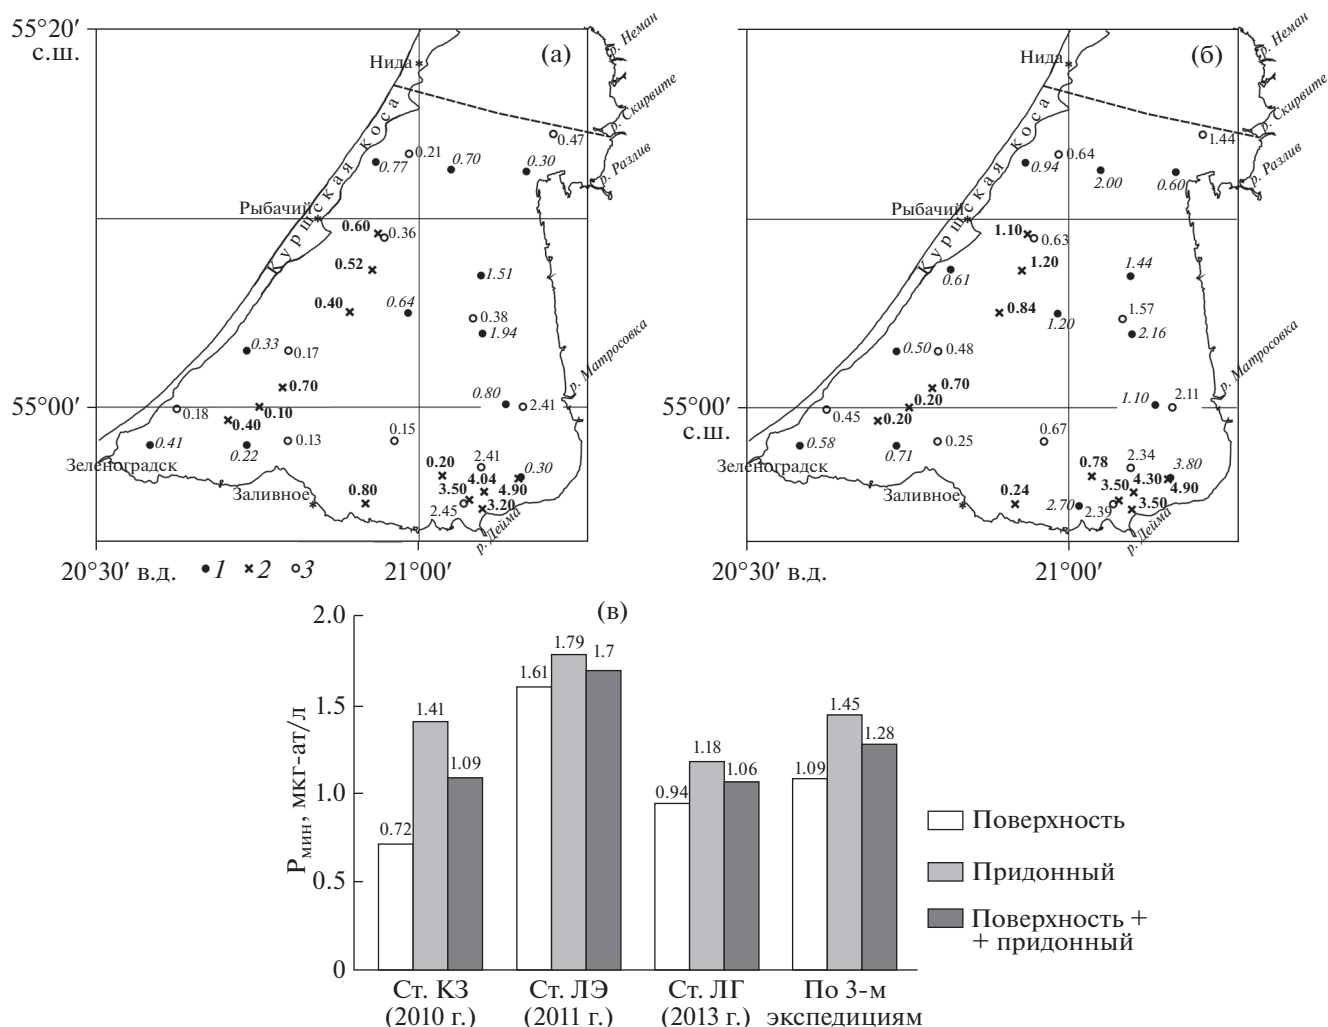 55°20′
с.ш.
(а)
Нида
р. Неман
р. Скирвите
р. Разлив
Куршская коса
0.47
0.21
0.77
0.70
0.30
Рыбачий
0.60
0.36
0.52
1.51
0.40
0.64
0.38
1.94
0.33
0.17
р. Матросовка
0.70
0.80
55°00′
0.18
0.10
2.41
0.40
0.41
0.22
0.13
0.15
Зеленоградск
2.41
0.20
4.04
0.30
Заливное
0.80
3.50
4.90
2.45
3.20
р. Дейма
20°30′ в.д.
1
2
3
21°00′
(б)
Нида
р. Неман
р. Скирвите
р. Разлив
Куршская коса
1.44
0.64
0.94
2.00
0.60
Рыбачий
1.10
0.63
1.20
0.61
1.44
0.84
1.20
1.57
2.16
0.50
0.48
р. Матросовка
0.70
55°00′
с.ш.
0.45
0.20
1.10
2.11
0.20
0.58
0.71
0.25
0.67
Зеленоградск
2.34
0.78
4.30
3.80
Заливное
0.24
2.70
3.50
4.90
2.39
3.50
р. Дейма
20°30′ в.д.
21°00′
(в)
Pмин, мкг-ат/л
2.0
1.5
1.0
0.5
0
0.72
1.41
1.09
1.61
1.79
1.7
0.94
1.18
1.06
1.09
1.45
1.28
Ст. КЗ
(2010 г.)
Ст. ЛЭ
(2011 г.)
Ст. ЛГ
(2013 г.)
По 3-м
экспедициям
Поверхность
Придонный
Поверхность +
+ придонный